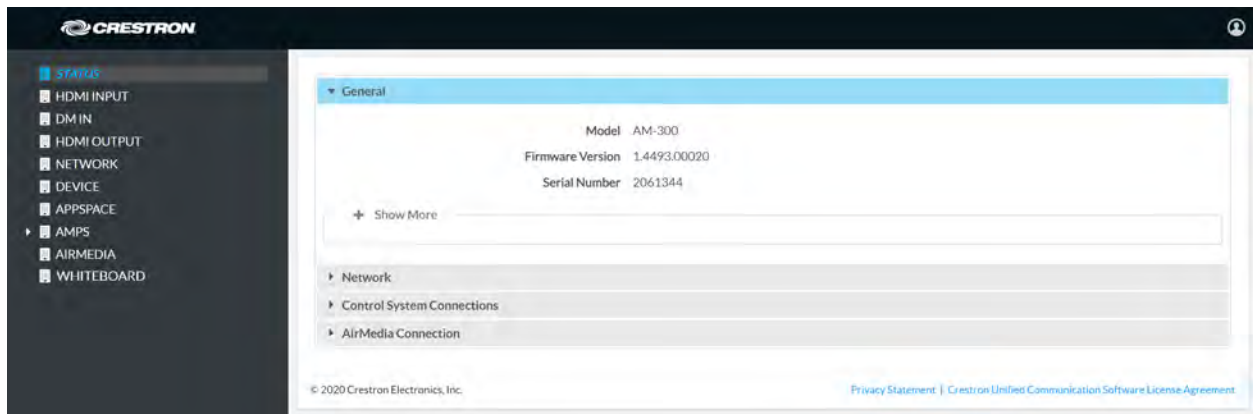 CRESTRON
STATUS
HDMI INPUT
DM IN
HDMI OUTPUT
NETWORK
DEVICE
APPSPACE
AMPS
AIRMEDIA
WHITEBOARD
General
Model AM-300
Firmware Version 1.4493.00020
Serial Number 2061344
+ Show More
Network
Control System Connections
AirMedia Connection
© 2020 Crestron Electronics, Inc.
Privacy Statement | Crestron Unified Communication Software License Agreement